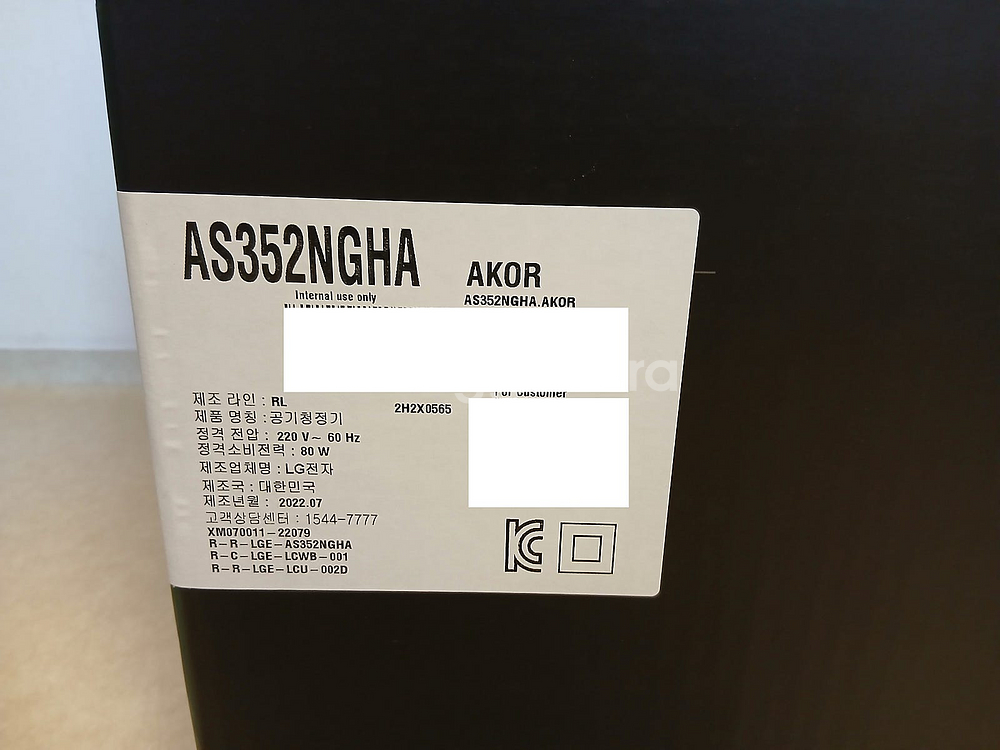 AS352NGHA
AKOR
Internal use only
AS352NGHA.AKOR
For Customer
제조 라인 : RL
2H2X0565
제품 명칭 : 공기청정기
정격 전압 : 220 V~ 60 Hz
정격소비전력 : 80 W
제조업체명 : LG전자
제조국 : 대한민국
제조년월 : 2022.07
고객상담센터 : 1544-7777
XM070011-22079
R-R-LGE-AS352NGHA
R-C-LGE-LCWB-001
R-R-LGE-LCU-002D